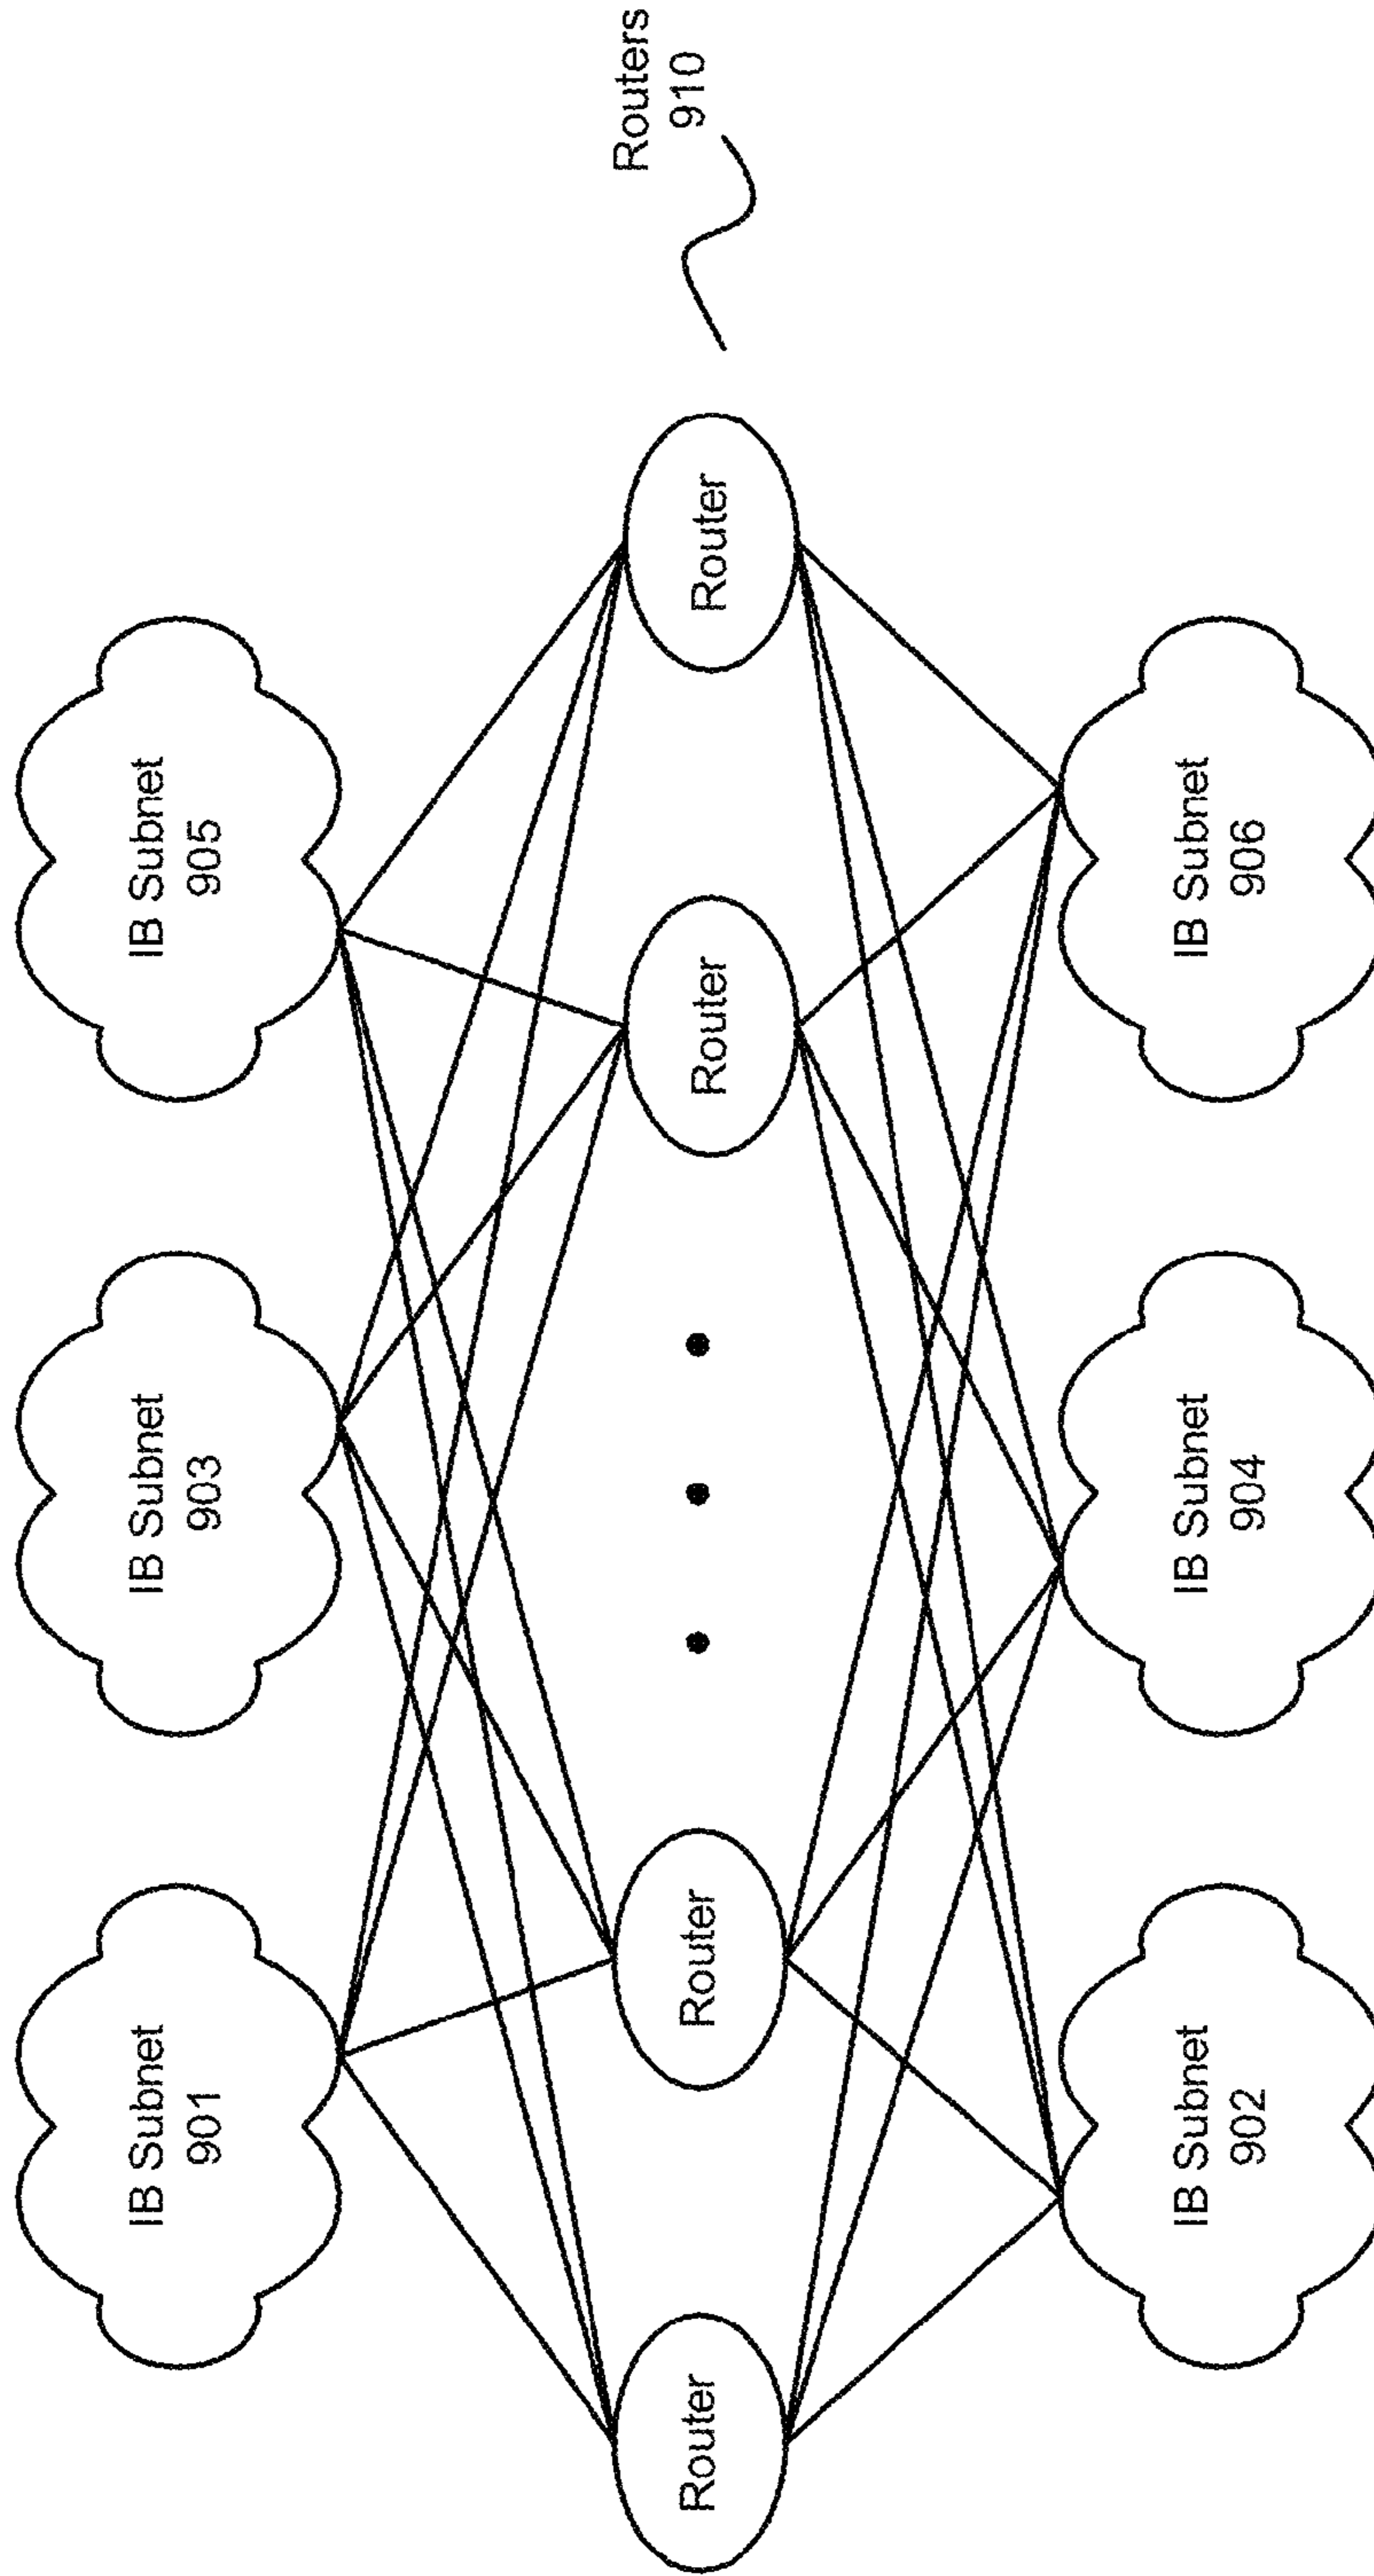 IB Subnet
901
IB Subnet
903
IB Subnet
905
Router
Router
Router
Router
Routers
910
IB Subnet
902
IB Subnet
904
IB Subnet
906